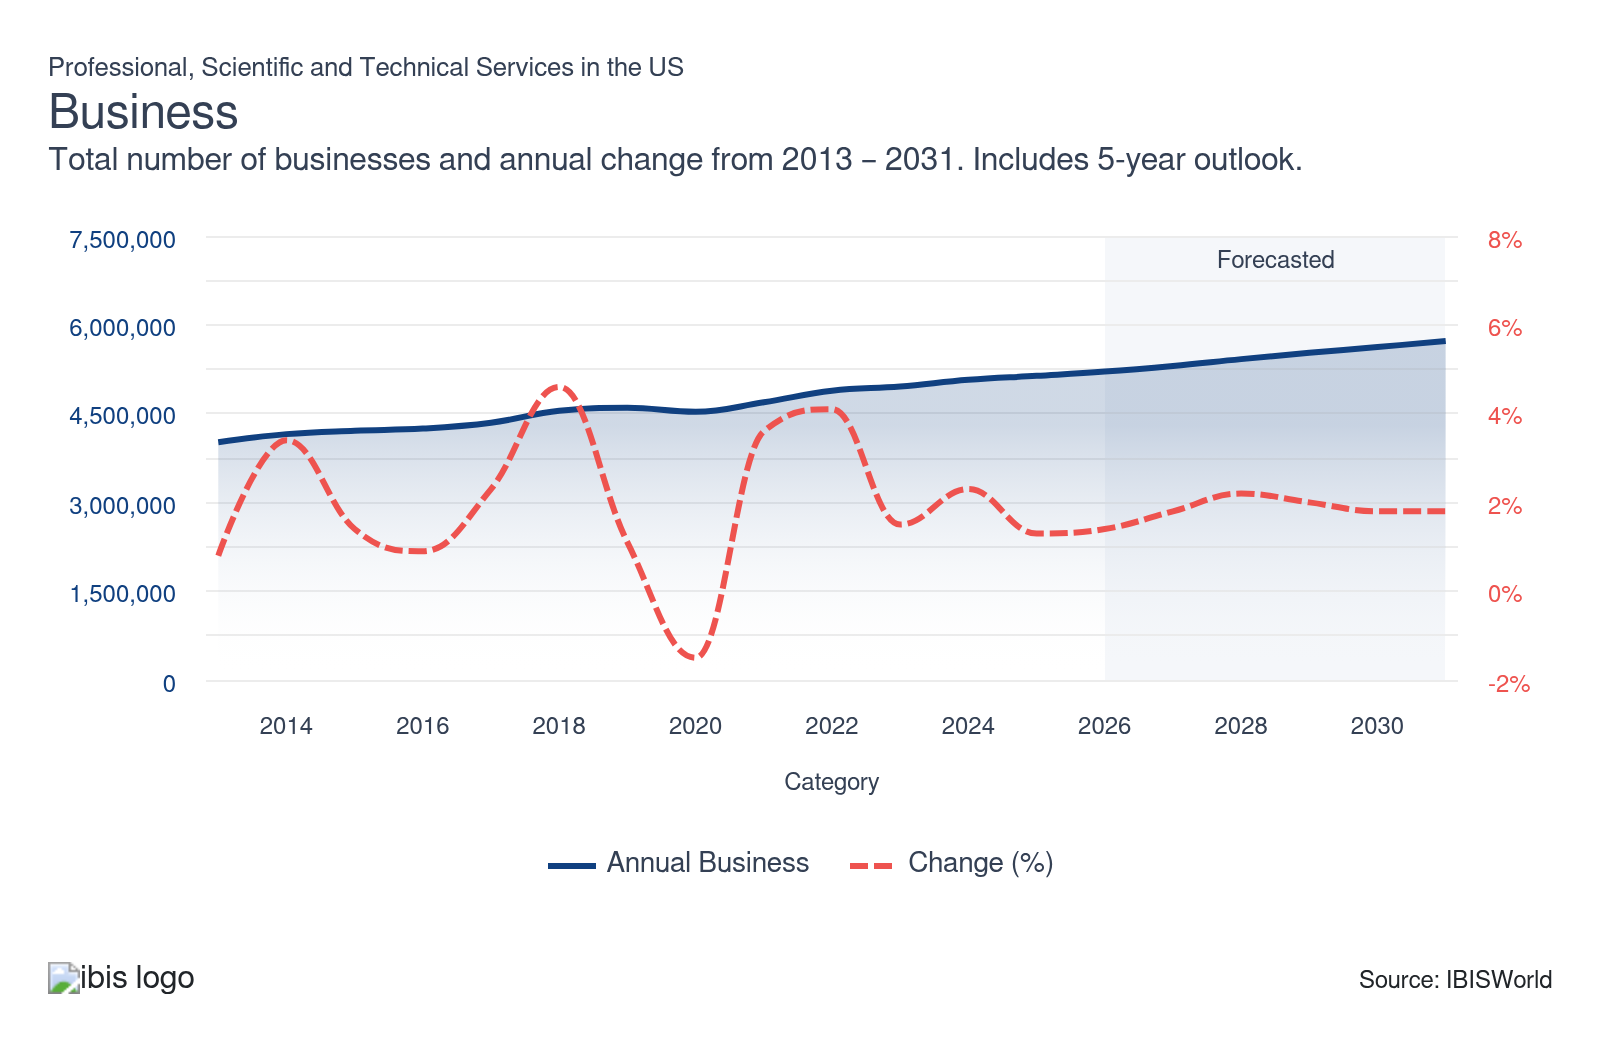 Professional, Scientific and Technical Services in the US
Business
Total number of businesses and annual change from 2013 – 2031. Includes 5-year outlook.
7,500,000
8%
Forecasted
6,000,000
6%
4,500,000
4%
3,000,000
2%
1,500,000
0%
0
-2%
2014 2016 2018 2020 2022 2024 2026 2028 2030
Category
Annual Business Change (%)
ibis logo
Source: IBISWorld